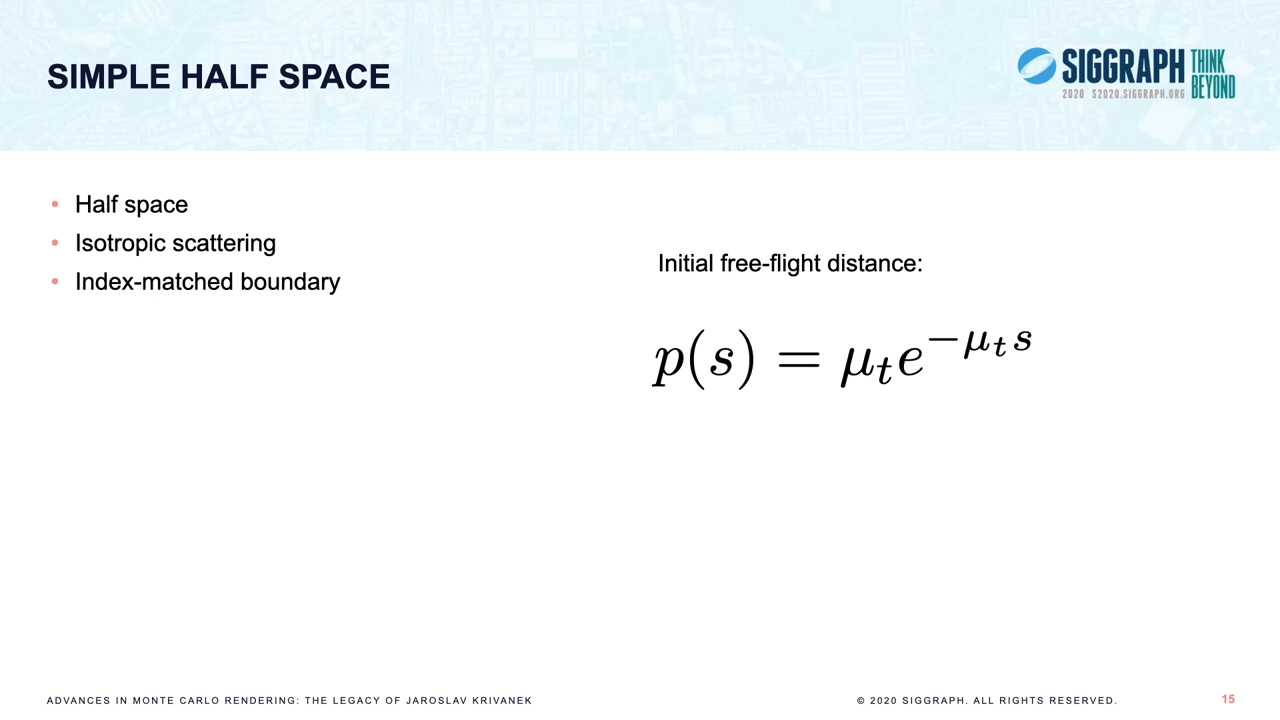 SIMPLE HALF SPACE
SIGGRAPH THINK BEYOND
2020 S2020.SIGGRAPH.ORG
• Half space
• Isotropic scattering
• Index-matched boundary
Initial free-flight distance:
p(s) = μ_t e^{−μ_t s}
ADVANCES IN MONTE CARLO RENDERING: THE LEGACY OF JAROSLAV KRIVANEK
© 2020 SIGGRAPH. ALL RIGHTS RESERVED.
15